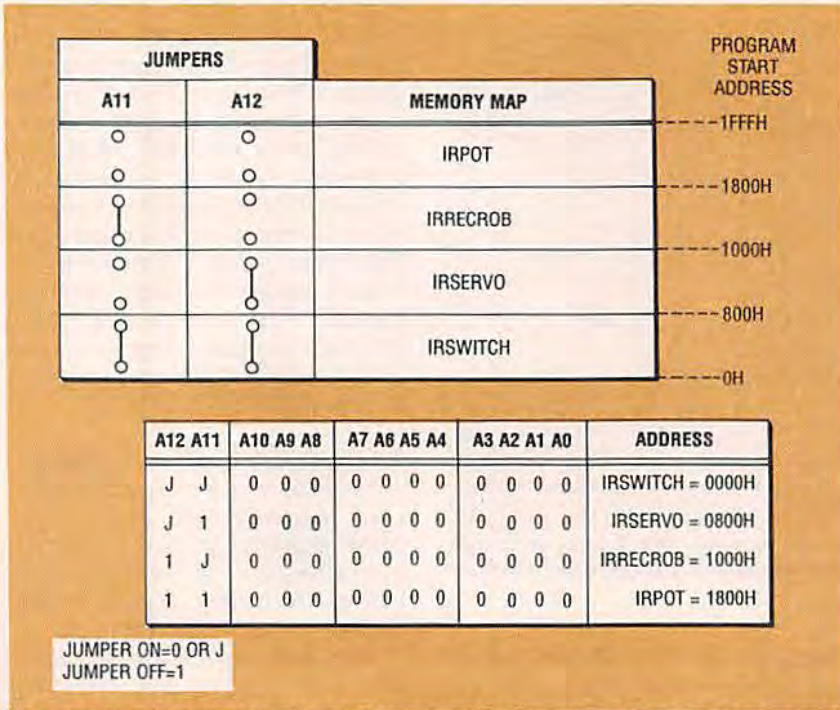 JUMPERS
A11 A12 MEMORY MAP
PROGRAM
START
ADDRESS
1FFFH
IRPOT
1800H
IRRECROB
1000H
IRSERVO
800H
IRSWITCH
0H
A12 A11 A10 A9 A8 A7 A6 A5 A4 A3 A2 A1 A0 ADDRESS
J J 0 0 0 0 0 0 0 0 0 0 0 IRSWITCH = 0000H
J 1 0 0 0 0 0 0 0 0 0 0 0 IRSERVO = 0800H
1 J 0 0 0 0 0 0 0 0 0 0 0 IRRECROB = 1000H
1 1 0 0 0 0 0 0 0 0 0 0 0 IRPOT = 1800H
JUMPER ON=0 OR J
JUMPER OFF=1